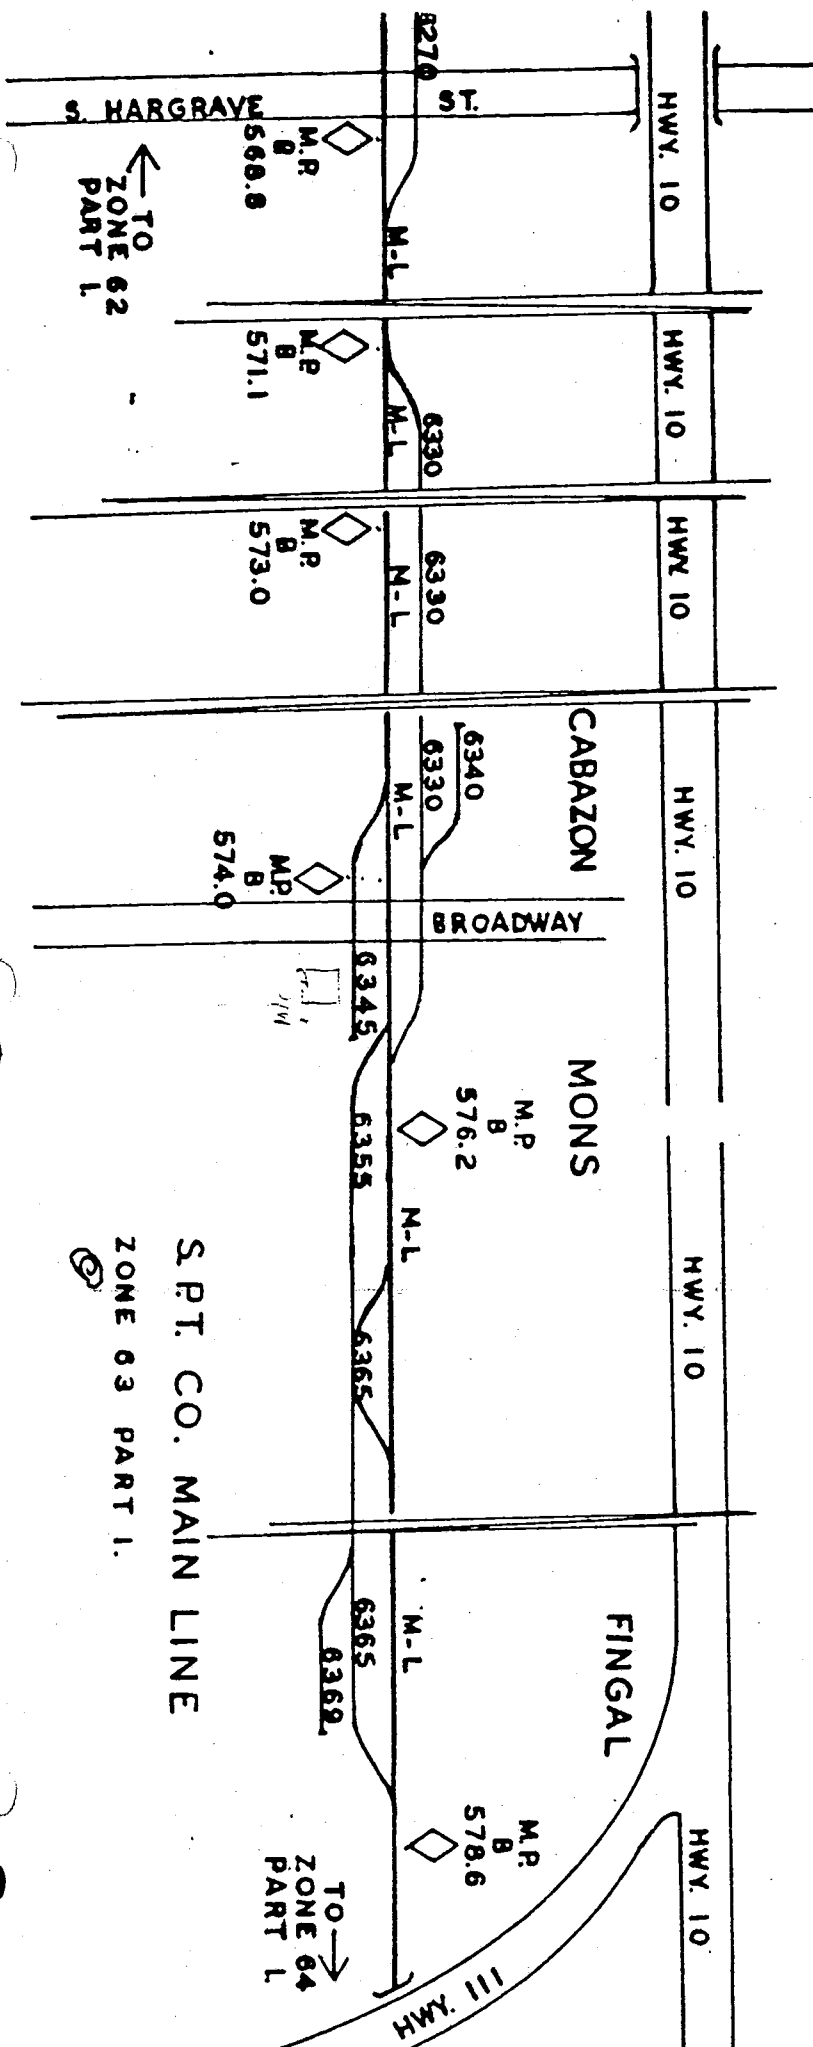 8270
S. HARGRAVE ST.
HWY. 10
M.P.
B
568.8
← TO
ZONE 62
PART 1.
M-L
M.P.
B
571.1
M-L
6330
HWY. 10
M.P.
B
573.0
M-L
6330
HWY. 10
CABAZON
6340
6330
M-L
HWY. 10
M.P.
B
574.0
BROADWAY
6345
MONS
M.P.
B
576.2
6355
M-L
HWY. 10
6365
S.P.T. CO. MAIN LINE
ZONE 63 PART 1.
FINGAL
M-L
6365
6369
M.P.
B
578.6
HWY. 10
TO →
ZONE 64
PART 1.
HWY. 111